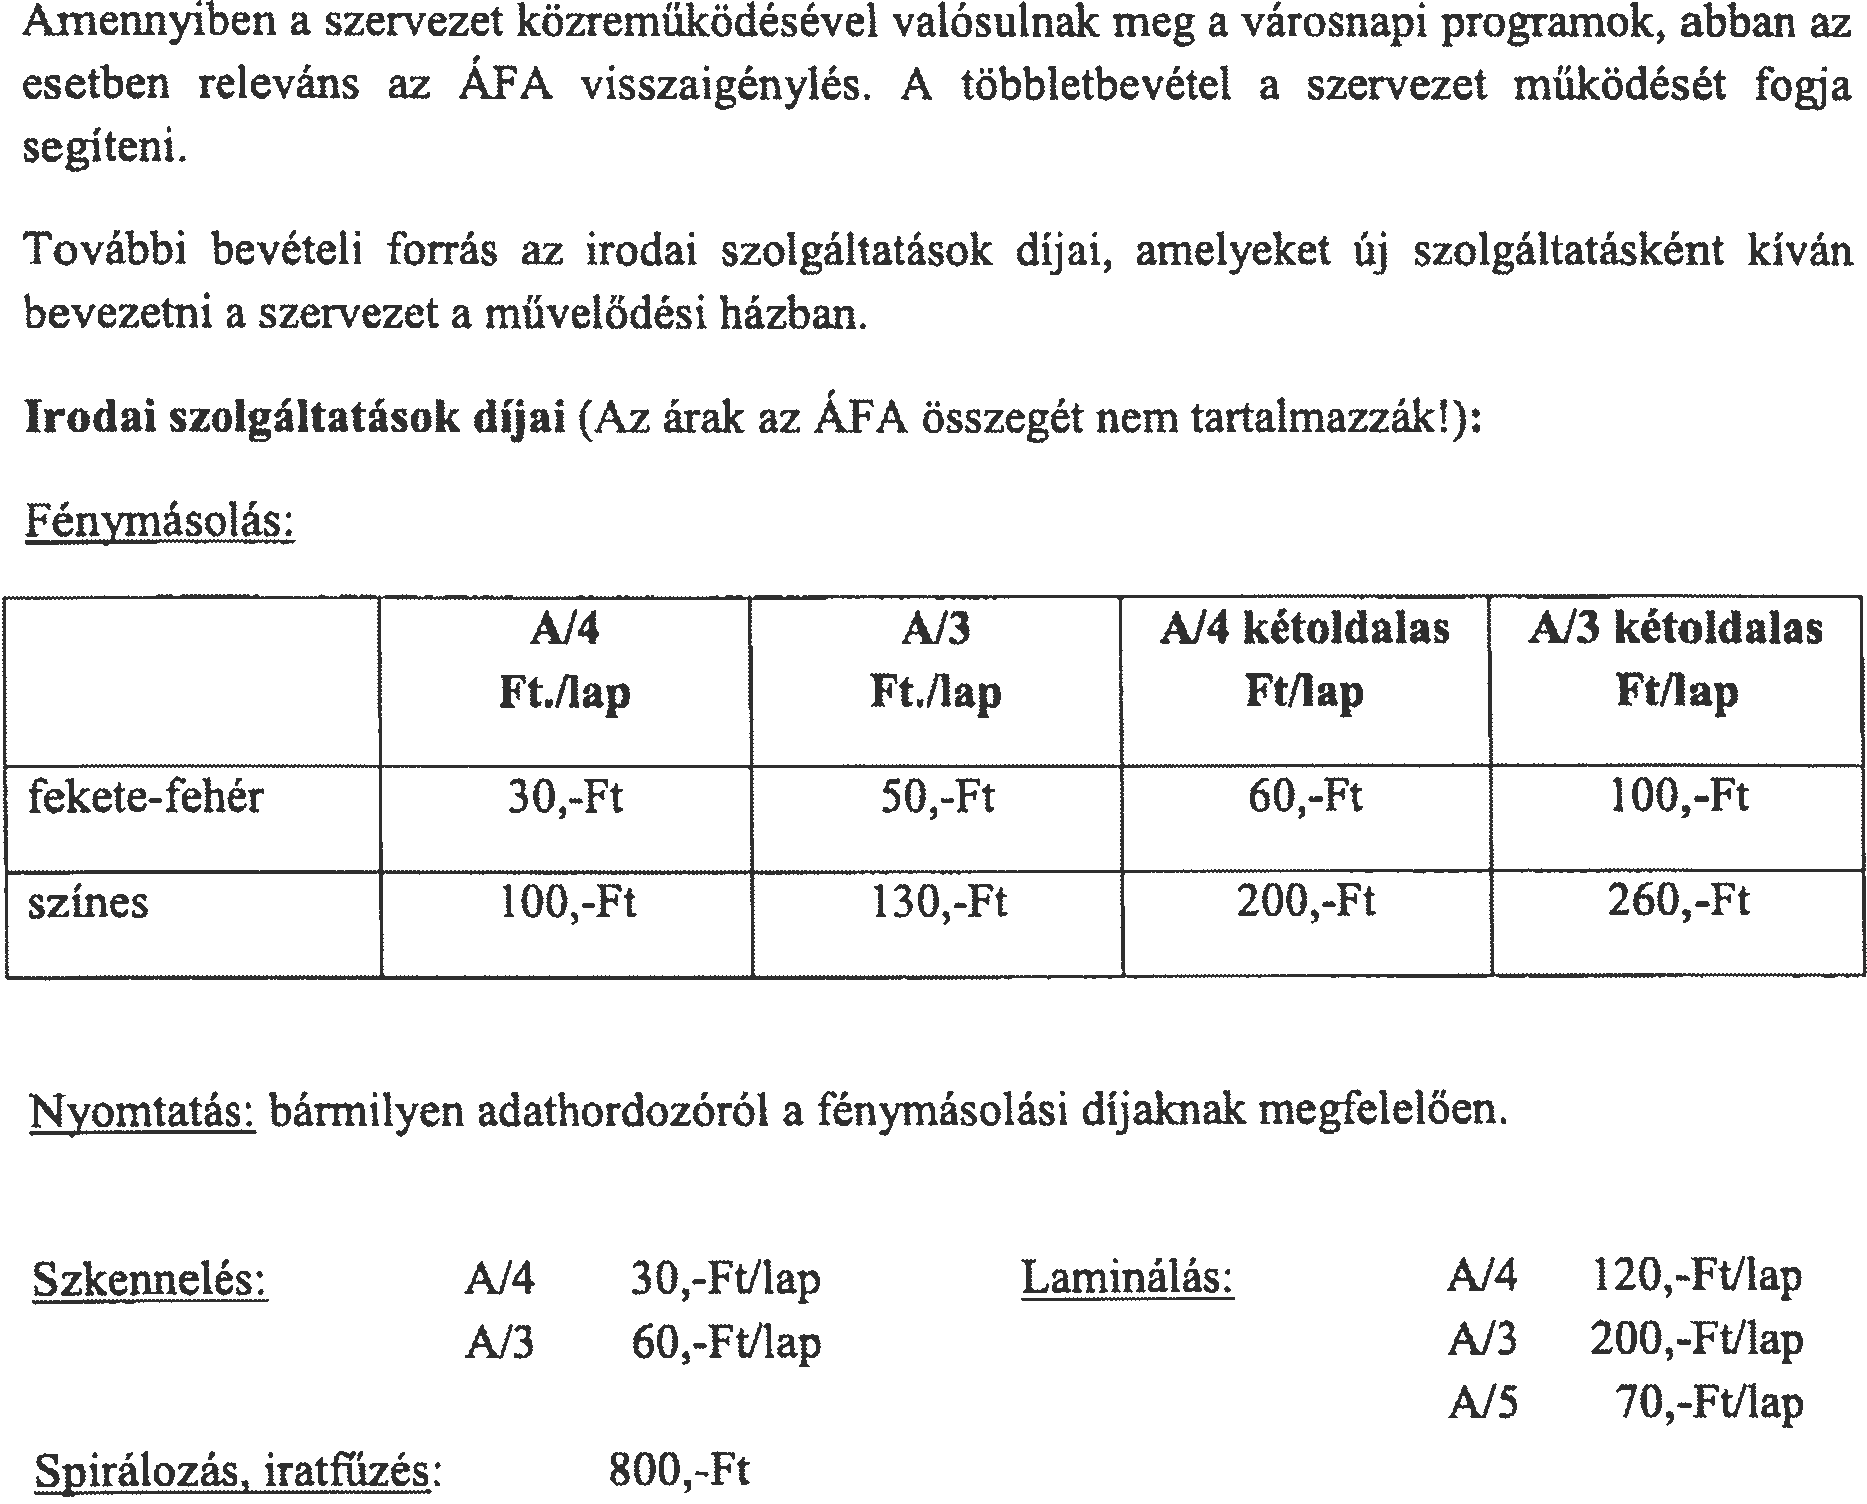 Amennyiben a szervezet közreműködésével valósulnak meg a városnapi programok, abban az
esetben releváns az ÁFA visszaigénylés. A többletbevétel a szervezet működését fogja
segíteni.
További bevételi forrás az irodai szolgáltatások díjai, amelyeket új szolgáltatásként kíván
bevezetni a szervezet a művelődési házban.
Irodai szolgáltatások díjai (Az árak az ÁFA összegét nem tartalmazzák!):
Fénymásolás:
A/4 A/3 A/4 kétoldalas A/3 kétoldalas
Ft./lap Ft./lap Ft/lap Ft/lap
fekete-fehér 30,-Ft 50,-Ft 60,-Ft 100,-Ft
színes 100,-Ft 130,-Ft 200,-Ft 260,-Ft
Nyomtatás: bármilyen adathordozóról a fénymásolási díjaknak megfelelően.
Szkennelés: A/4 30,-Ft/lap Laminálás: A/4 120,-Ft/lap
A/3 60,-Ft/lap A/3 200,-Ft/lap
A/5 70,-Ft/lap
Spirálozás, iratfűzés: 800,-Ft